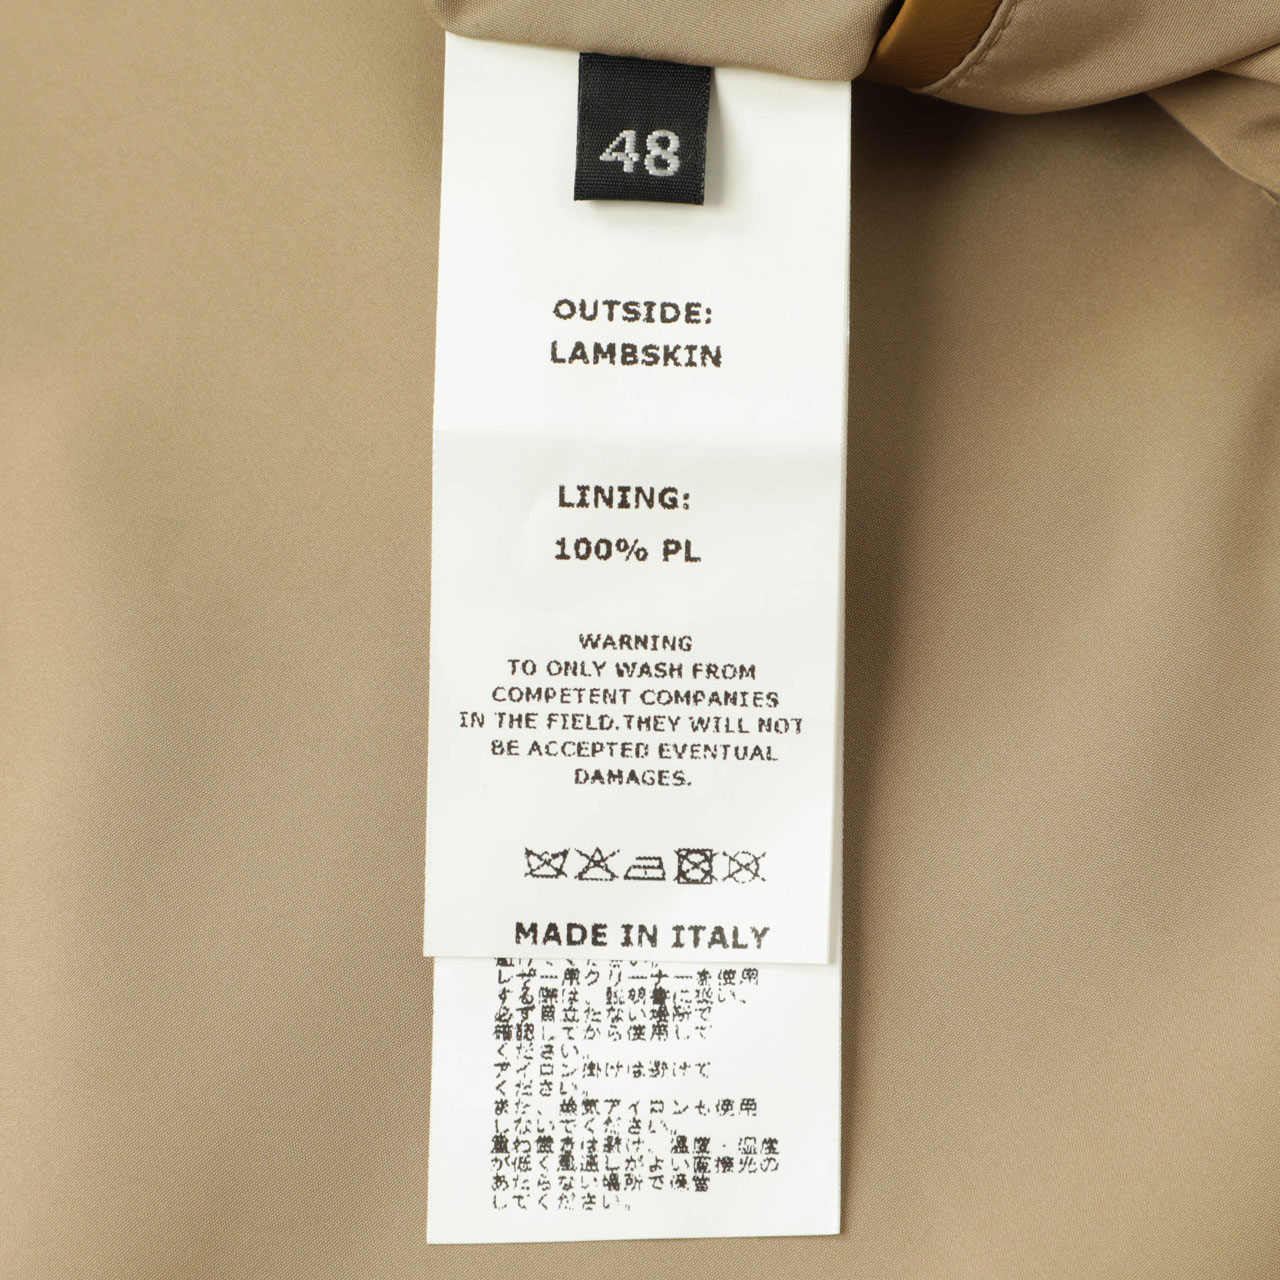 48
OUTSIDE:
LAMBSKIN
LINING:
100% PL
WARNING
TO ONLY WASH FROM
COMPETENT COMPANIES
IN THE FIELD.THEY WILL NOT
BE ACCEPTED EVENTUAL
DAMAGES.
MADE IN ITALY
レザー用クリーナーを使用
する際は、説明書に従い、
必ず目立たない場所で
確認してから使用して
ください。
アイロン掛けは避けて
ください。
また、蒸気アイロンも使用
しないでください。
重ね置きは避け、温度・湿度
が低く風通しがよい直接光の
あたらない場所で保管
してください。